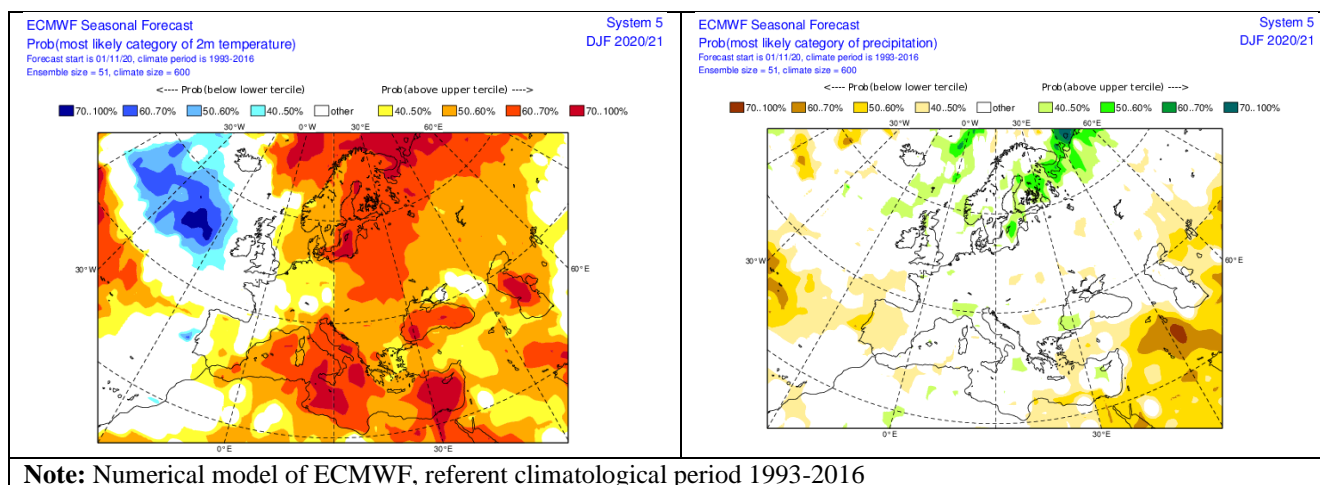 ECMWF Seasonal Forecast
System 5
Prob(most likely category of 2m temperature)
DJF 2020/21
Forecast start is 01/11/20, climate period is 1993-2016
Ensemble size = 51, climate size = 600
<---- Prob(below lower tercile) Prob(above upper tercile) ---->
70..100% 60..70% 50..60% 40..50% other 40..50% 50..60% 60..70% 70..100%
30°W 0°W 30°E 60°E
30°W
60°E
0°E 30°E
ECMWF Seasonal Forecast
System 5
Prob(most likely category of precipitation)
DJF 2020/21
Forecast start is 01/11/20, climate period is 1993-2016
Ensemble size = 51, climate size = 600
<---- Prob(below lower tercile) Prob(above upper tercile) ---->
70..100% 60..70% 50..60% 40..50% other 40..50% 50..60% 60..70% 70..100%
30°W 0°W 30°E 60°E
30°W
60°E
0°E 30°E
Note: Numerical model of ECMWF, referent climatological period 1993-2016